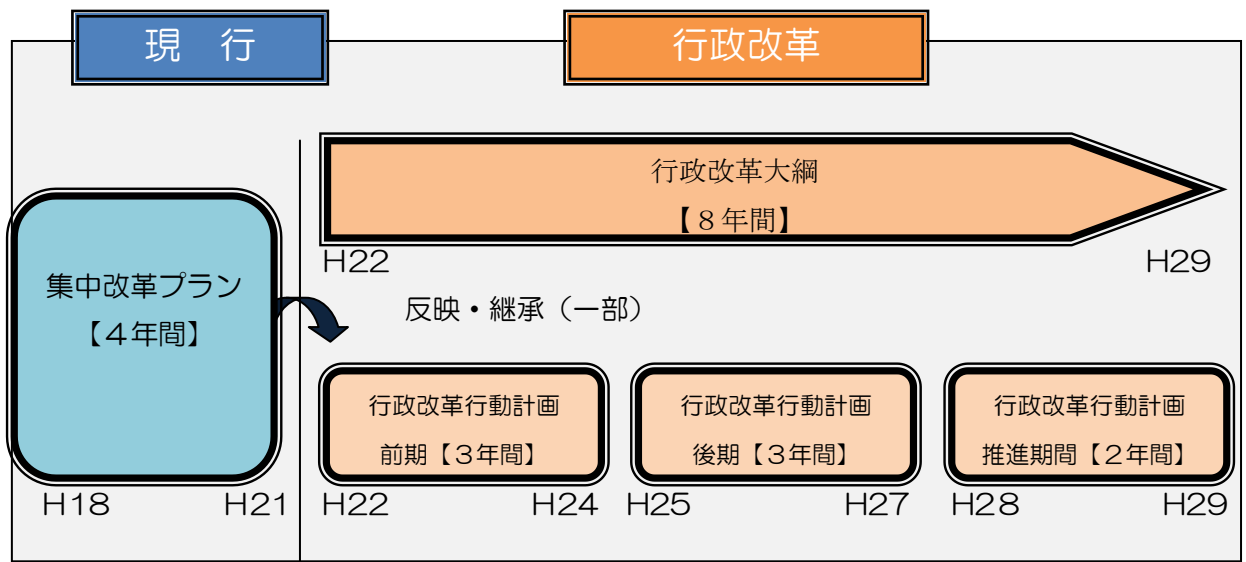 現　行
行政改革
行政改革大綱
【８年間】
H22
H29
集中改革プラン
【４年間】
反映・継承（一部）
行政改革行動計画
前期【３年間】
行政改革行動計画
後期【３年間】
行政改革行動計画
推進期間【２年間】
H18
H21
H22
H24
H25
H27
H28
H29